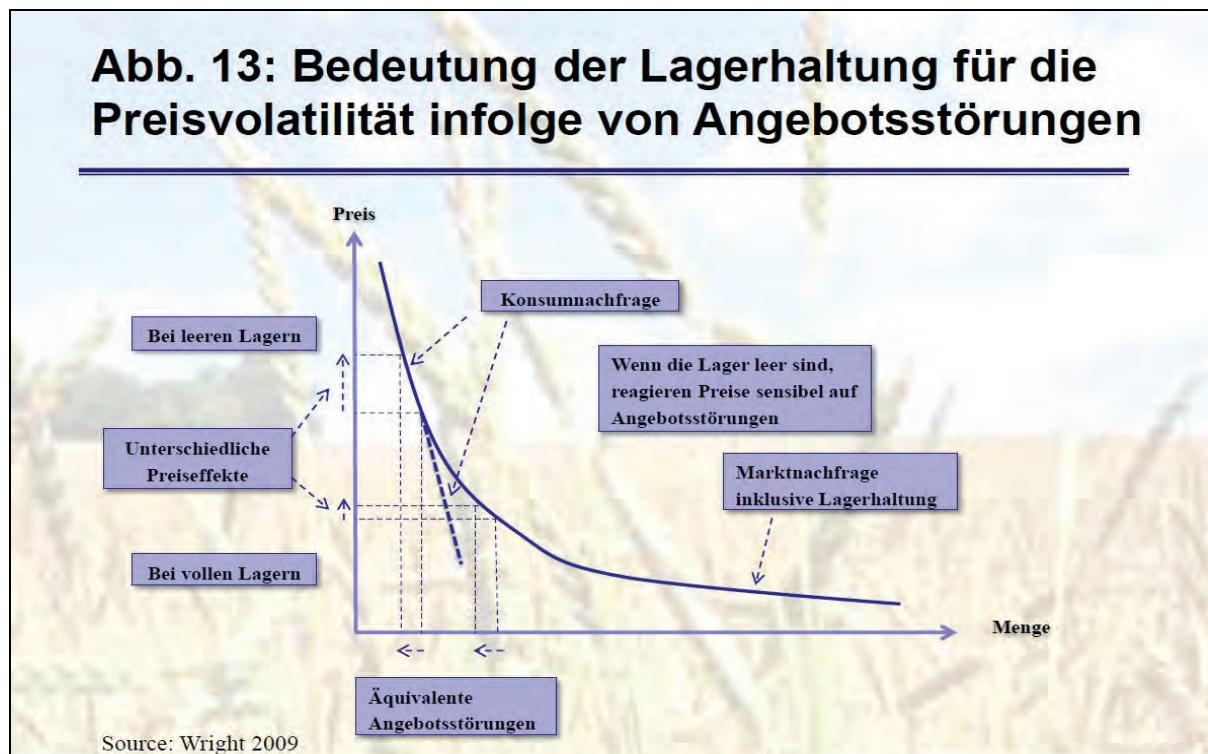 Abb. 13: Bedeutung der Lagerhaltung für die
Preisvolatilität infolge von Angebotsstörungen
Preis
Konsumnachfrage
Bei leeren Lagern
Wenn die Lager leer sind,
reagieren Preise sensibel auf
Angebotsstörungen
Unterschiedliche
Preiseffekte
Marktnachfrage
inklusive Lagerhaltung
Bei vollen Lagern
Menge
Äquivalente
Angebotsstörungen
Source: Wright 2009